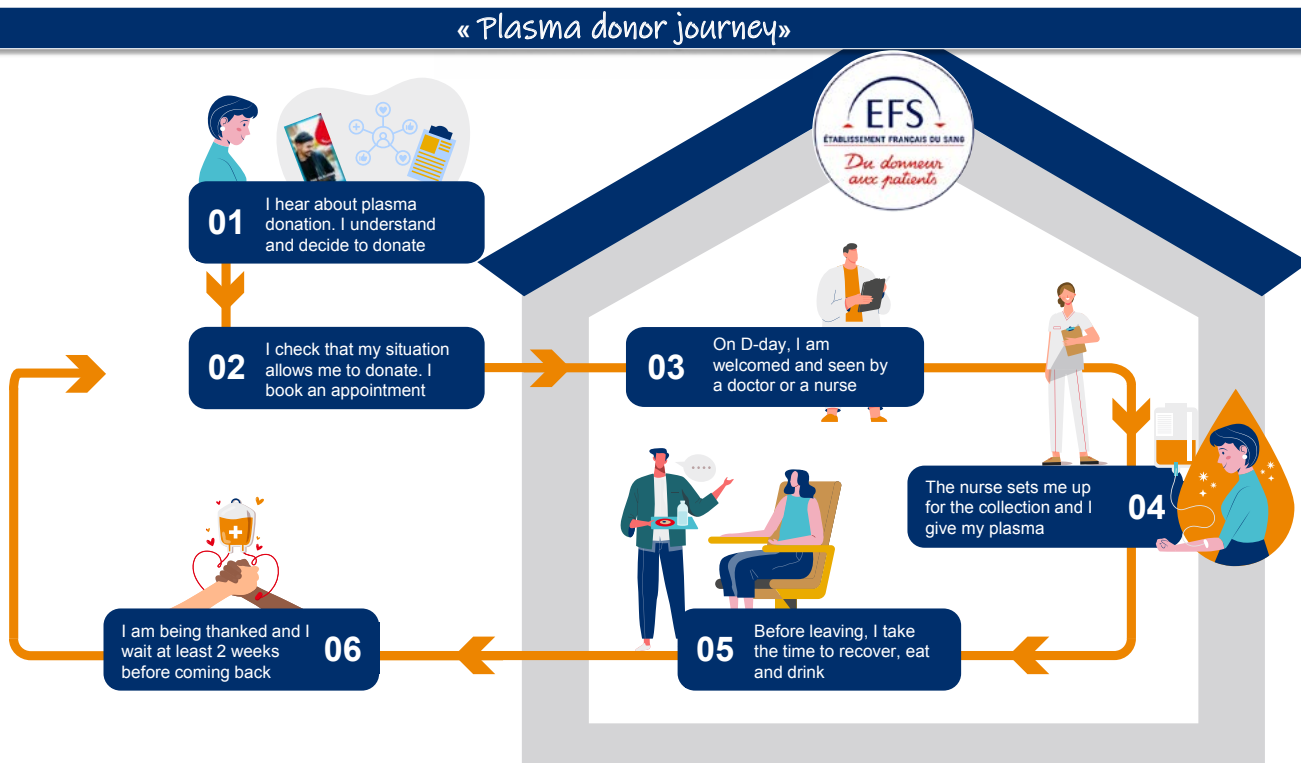 « Plasma donor journey»
EFS
ÉTABLISSEMENT FRANÇAIS DU SANG
Du donneur
aux patients
01
I hear about plasma
donation. I understand
and decide to donate
02
I check that my situation
allows me to donate. I
book an appointment
03
On D-day, I am
welcomed and seen by
a doctor or a nurse
The nurse sets me up
for the collection and I
give my plasma
04
05
Before leaving, I take
the time to recover, eat
and drink
I am being thanked and I
wait at least 2 weeks
before coming back
06